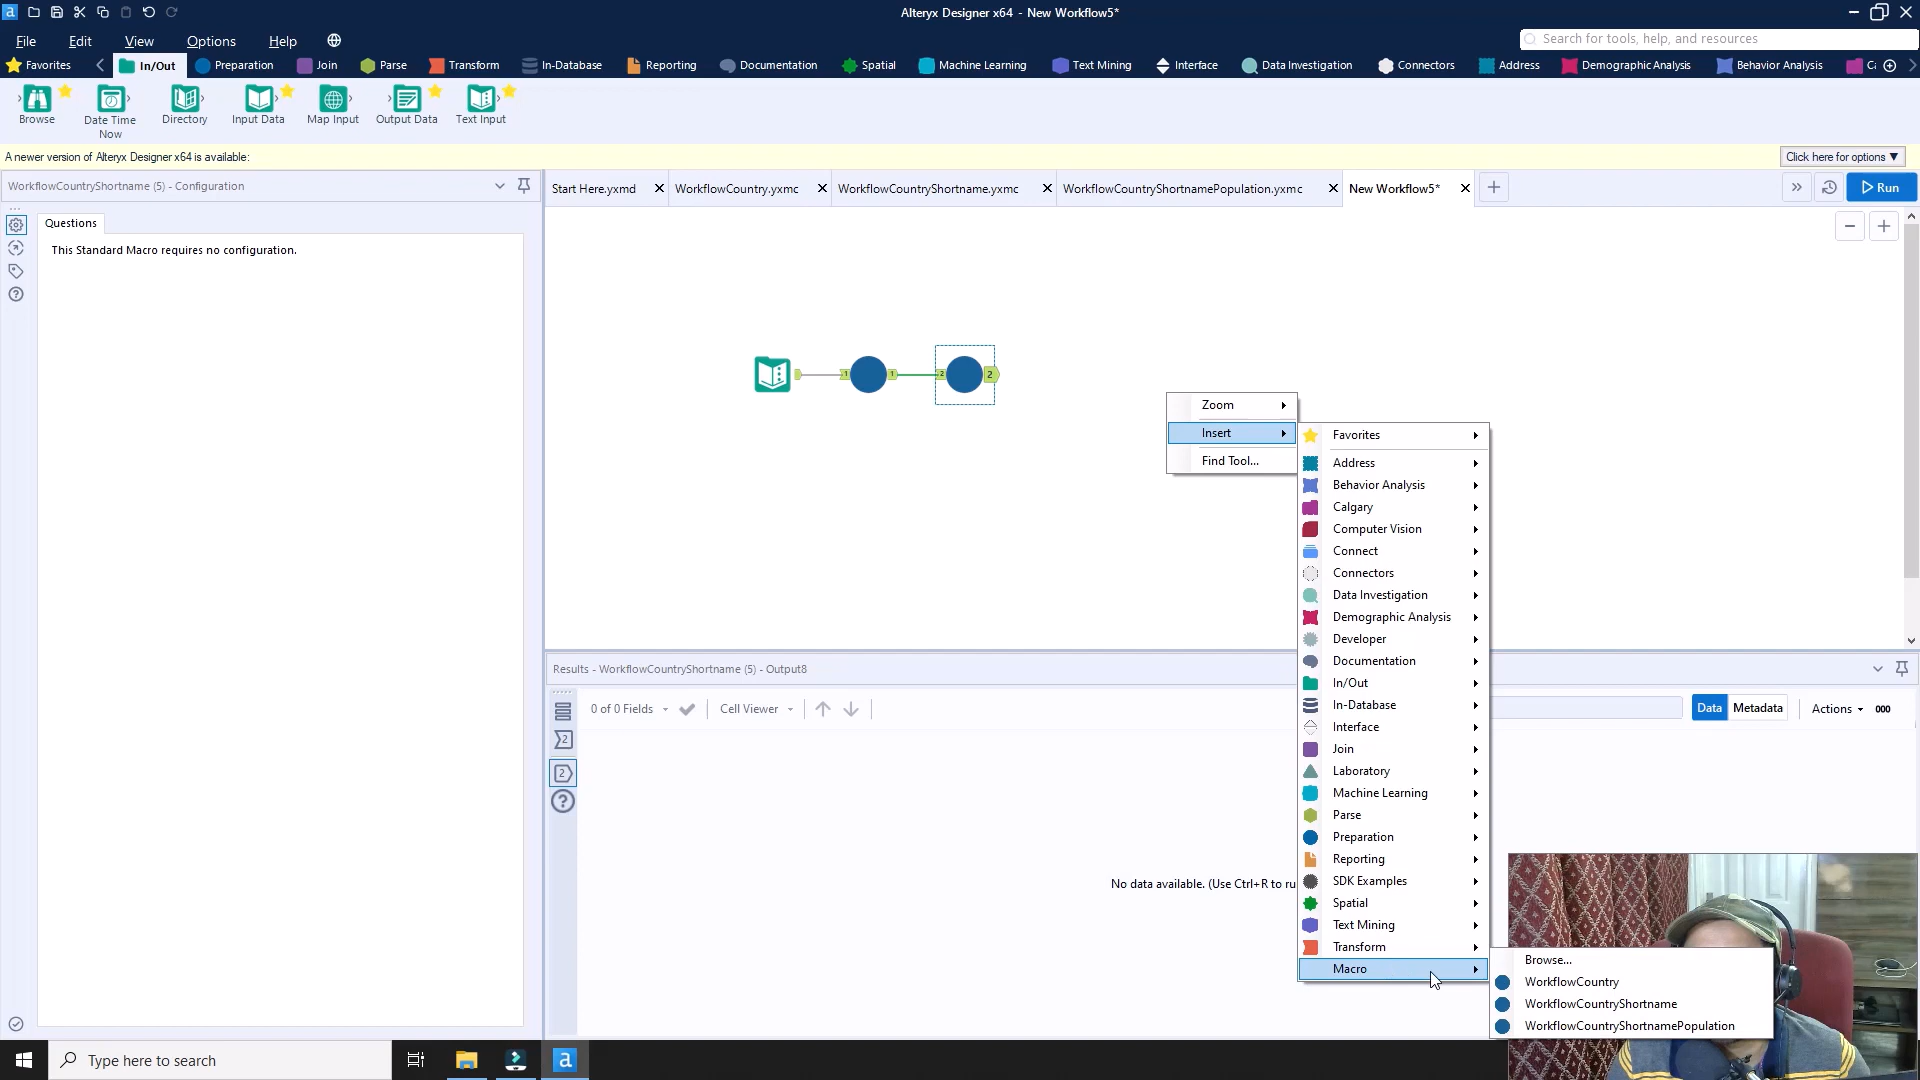 Alteryx Designer x64 - New Workflow5*
File Edit View Options Help
Search for tools, help, and resources
Favorites In/Out Preparation Join Parse Transform In-Database Reporting Documentation Spatial Machine Learning Text Mining Interface Data Investigation Connectors Address Demographic Analysis Behavior Analysis
Browse Date Time Now Directory Input Data Map Input Output Data Text Input
A newer version of Alteryx Designer x64 is available: Click here for options ▼
WorkflowCountryShortname (5) - Configuration
Start Here.yxmd WorkflowCountry.yxmc WorkflowCountryShortname.yxmc WorkflowCountryShortnamePopulation.yxmc New Workflow5* Run
Questions
This Standard Macro requires no configuration.
1 1 2 2
Zoom
Insert
Find Tool...
Favorites
Address
Behavior Analysis
Calgary
Computer Vision
Connect
Connectors
Data Investigation
Demographic Analysis
Developer
Documentation
In/Out
In-Database
Interface
Join
Laboratory
Machine Learning
Parse
Preparation
Reporting
SDK Examples
Spatial
Text Mining
Transform
Macro
Browse...
WorkflowCountry
WorkflowCountryShortname
WorkflowCountryShortnamePopulation
Results - WorkflowCountryShortname (5) - Output8
0 of 0 Fields Cell Viewer Data Metadata Actions 000
2
2
No data available. (Use Ctrl+R to ru
Type here to search